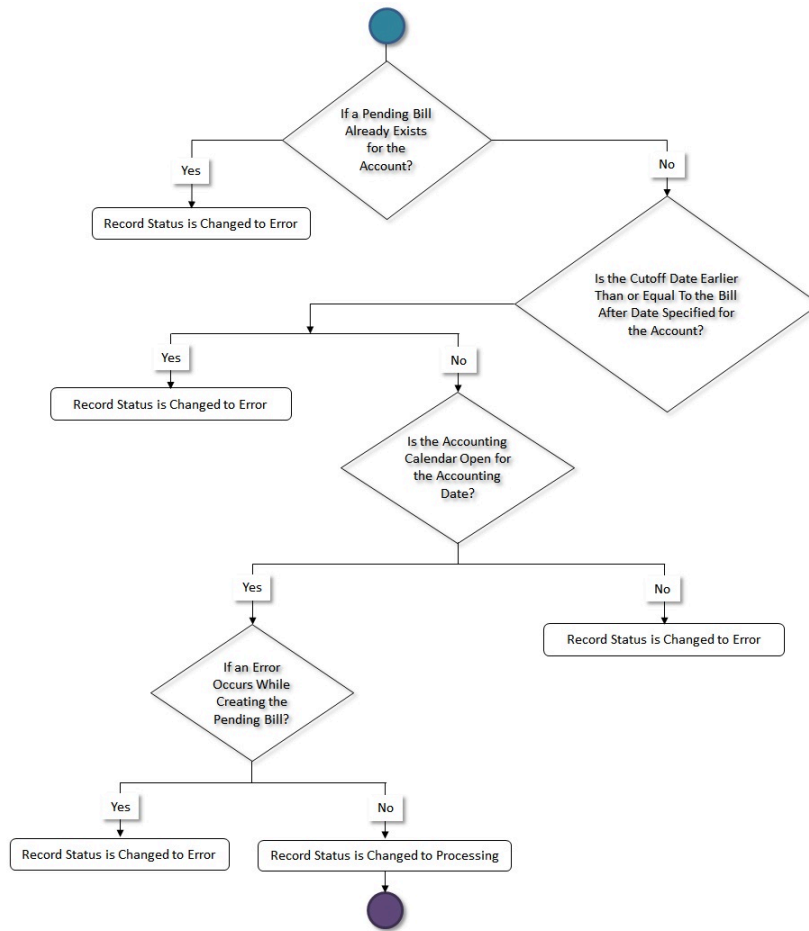 If a Pending Bill
Already Exists
for the
Account?
Yes
No
Record Status is Changed to Error
Is the Cutoff Date Earlier
Than or Equal To the Bill
After Date Specified for
the Account?
Yes
No
Record Status is Changed to Error
Is the Accounting
Calendar Open for
the Accounting
Date?
Yes
No
Record Status is Changed to Error
If an Error
Occurs While
Creating the
Pending Bill?
Yes
No
Record Status is Changed to Error
Record Status is Changed to Processing